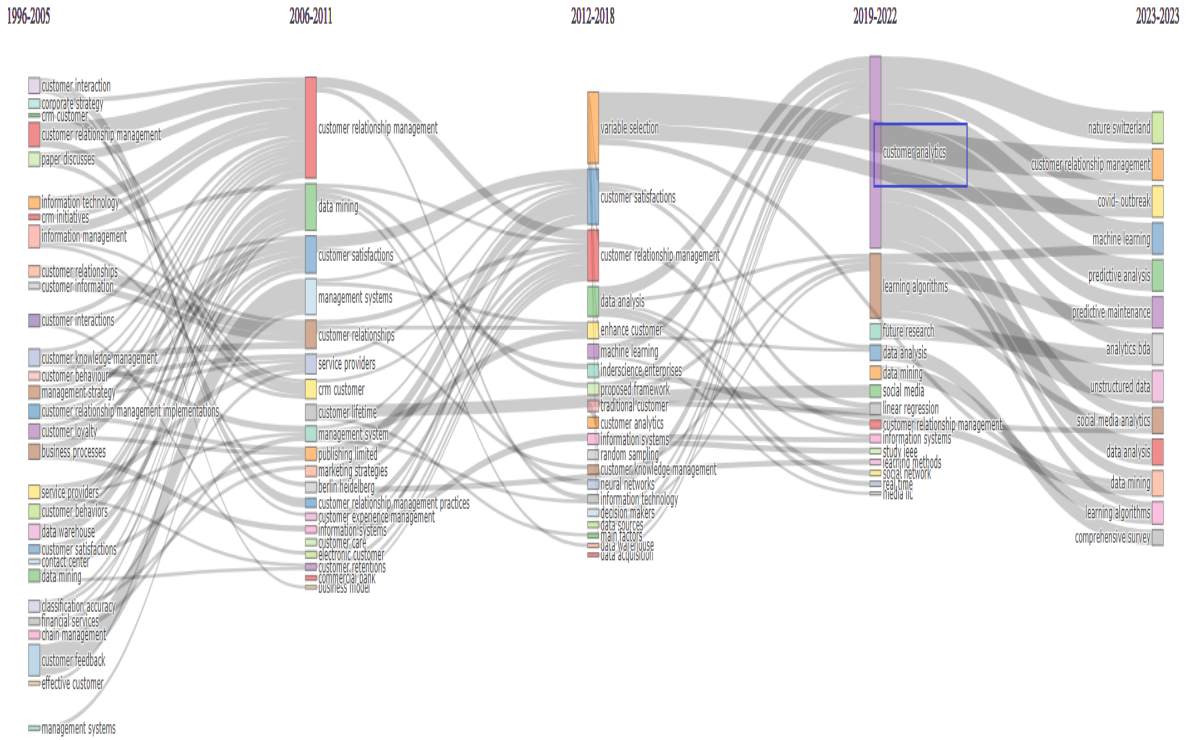 1996-2005
2006-2011
2012-2018
2019-2022
2023-2023
customer interaction
corporate strategy
crm customer
customer relationship management
paper discusses
information technology
crm initiatives
information management
customer relationships
customer information
customer interactions
customer knowledge management
customer behaviour
management strategy
customer relationship management implementations
customer loyalty
business processes
service providers
customer behaviors
data warehouse
customer satisfactions
contact center
data mining
classification accuracy
financial services
chain management
customer feedback
effective customer
management systems
customer relationship management
data mining
customer satisfactions
management systems
customer relationships
service providers
crm customer
customer lifetime
management system
publishing limited
marketing strategies
berlin heidelberg
customer relationship management practices
customer experience management
information systems
customer care
electronic customer
customer retentions
commercial bank
business model
variable selection
customer satisfactions
customer relationship management
data analysis
enhance customer
machine learning
inderscience enterprises
proposed framework
traditional customer
customer analytics
information systems
random sampling
customer knowledge management
neural networks
information technology
decision makers
data sources
main factors
data warehouse
data acquisition
customer analytics
learning algorithms
future research
data analysis
data mining
social media
linear regression
customer relationship management
information systems
study ieee
learning methods
social network
real time
media llc
nature switzerland
customer relationship management
covid- outbreak
machine learning
predictive analysis
predictive maintenance
analytics bda
unstructured data
social media analytics
data analysis
data mining
learning algorithms
comprehensive survey